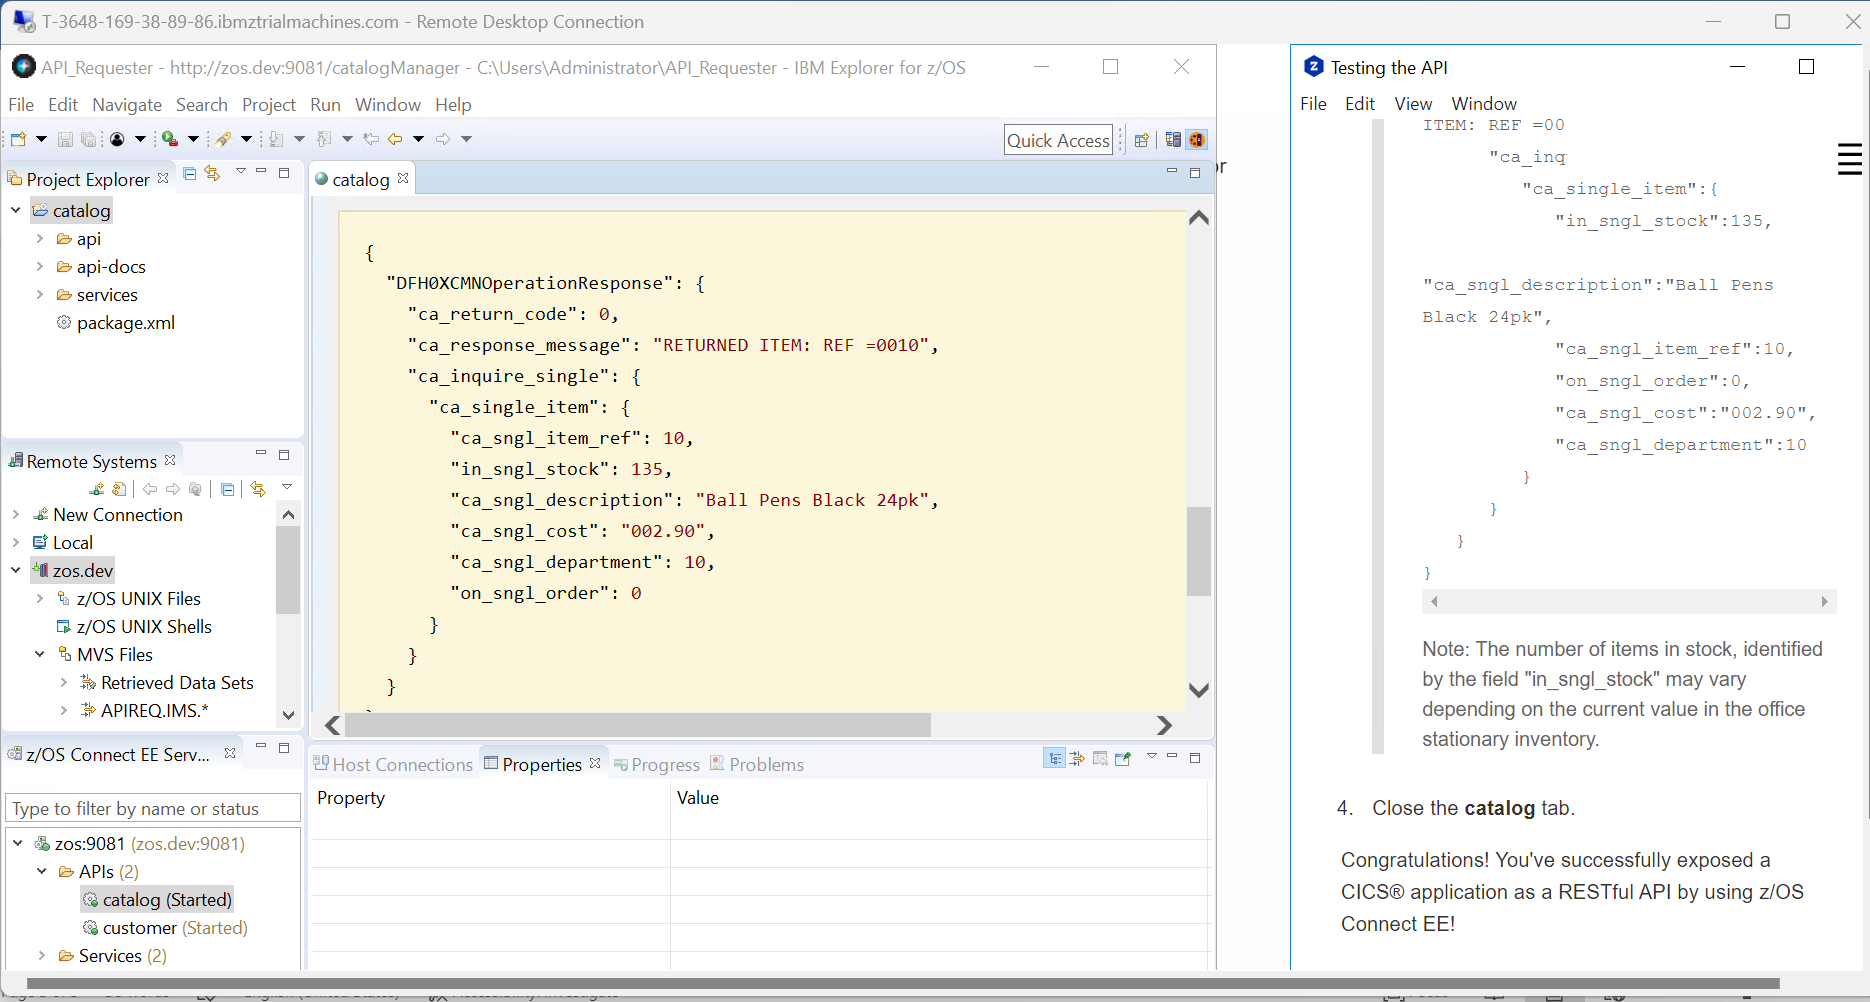 T-3648-169-38-89-86.ibmztrialmachines.com - Remote Desktop Connection
API_Requester - http://zos.dev:9081/catalogManager - C:\Users\Administrator\API_Requester - IBM Explorer for z/OS
File Edit Navigate Search Project Run Window Help
Quick Access
Project Explorer
catalog
api
api-docs
services
package.xml
Remote Systems
New Connection
Local
zos.dev
z/OS UNIX Files
z/OS UNIX Shells
MVS Files
Retrieved Data Sets
APIREQ.IMS.*
z/OS Connect EE Serv...
Type to filter by name or status
zos:9081 (zos.dev:9081)
APIs (2)
catalog (Started)
customer (Started)
Services (2)
catalog
{
"DFH0XCMNOperationResponse": {
"ca_return_code": 0,
"ca_response_message": "RETURNED ITEM: REF =0010",
"ca_inquire_single": {
"ca_single_item": {
"ca_sngl_item_ref": 10,
"in_sngl_stock": 135,
"ca_sngl_description": "Ball Pens Black 24pk",
"ca_sngl_cost": "002.90",
"ca_sngl_department": 10,
"on_sngl_order": 0
}
}
}
Host Connections Properties Progress Problems
Property Value
or
Testing the API
File Edit View Window
ITEM: REF =00
"ca_inq
"ca_single_item":{
"in_sngl_stock":135,
"ca_sngl_description":"Ball Pens
Black 24pk",
"ca_sngl_item_ref":10,
"on_sngl_order":0,
"ca_sngl_cost":"002.90",
"ca_sngl_department":10
}
}
}
}
Note: The number of items in stock, identified
by the field "in_sngl_stock" may vary
depending on the current value in the office
stationary inventory.
4. Close the catalog tab.
Congratulations! You've successfully exposed a
CICS® application as a RESTful API by using z/OS
Connect EE!